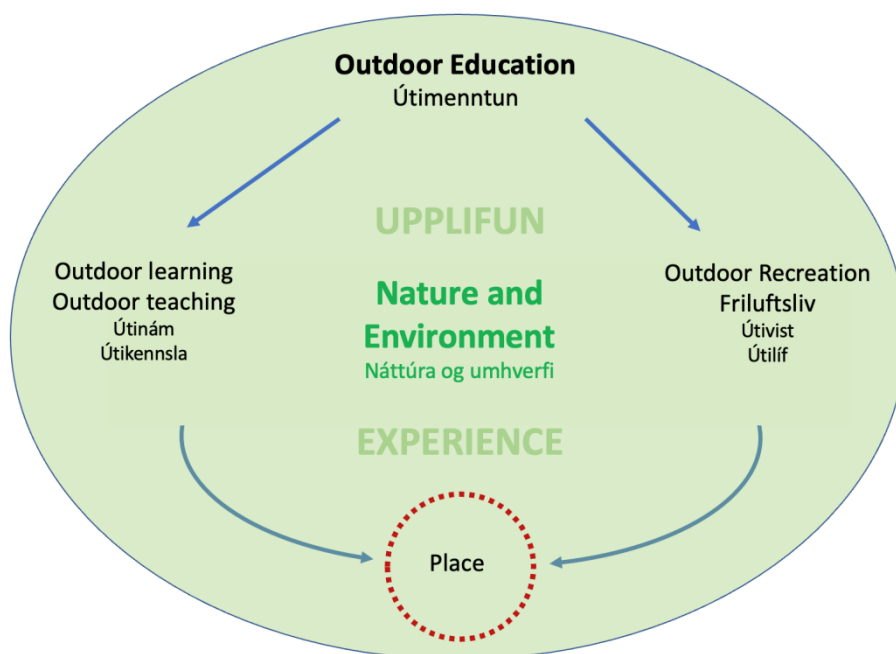 Outdoor Education
Útimenntun
UPPLIFUN
Outdoor learning
Outdoor teaching
Útinám
Útikennsla
Nature and
Environment
Náttúra og umhverfi
Outdoor Recreation
Friluftsliv
Útivist
Útilíf
EXPERIENCE
Place